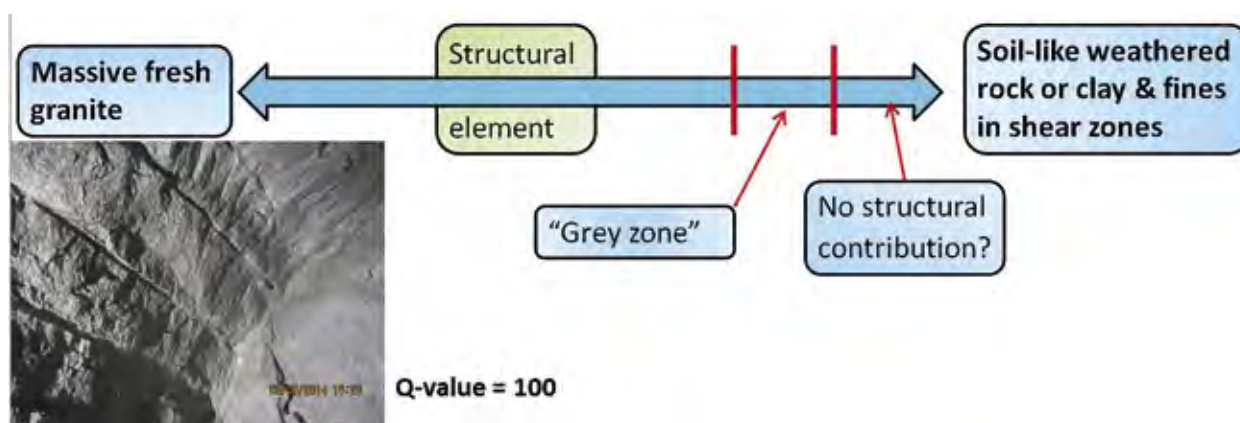 Massive fresh
granite
Structural
element
Soil-like weathered
rock or clay & fines
in shear zones
“Grey zone”
No structural
contribution?
Q-value = 100